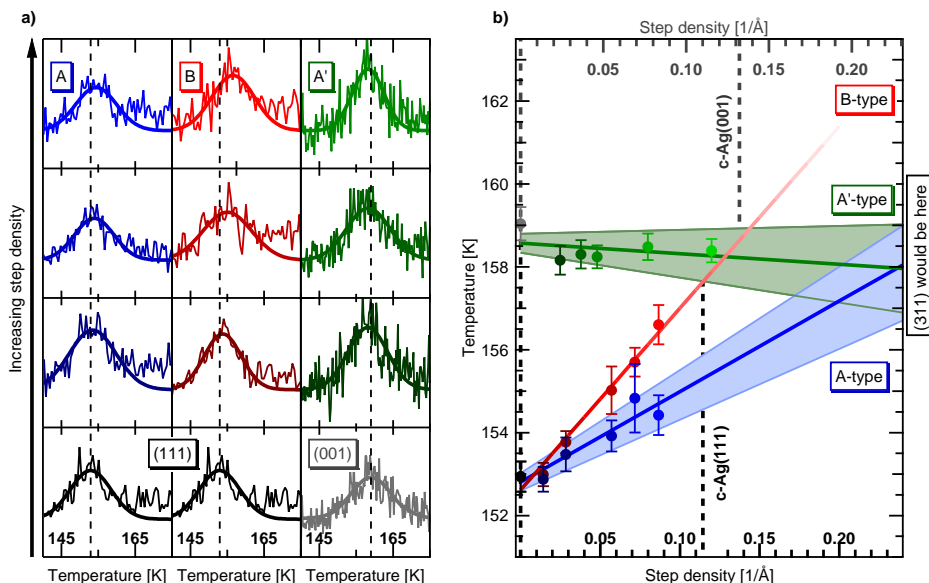 a)
Increasing step density
A
B
A'
(111)
(001)
145
165
145
165
145
165
Temperature [K]
Temperature [K]
Temperature [K]
b)
Step density [1/Å]
0.05
0.10
0.15
0.20
162
160
158
156
154
152
Temperature [K]
c-Ag(001)
c-Ag(111)
B-type
A'-type
A-type
(311) would be here
0.05
0.10
0.15
0.20
Step density [1/Å]